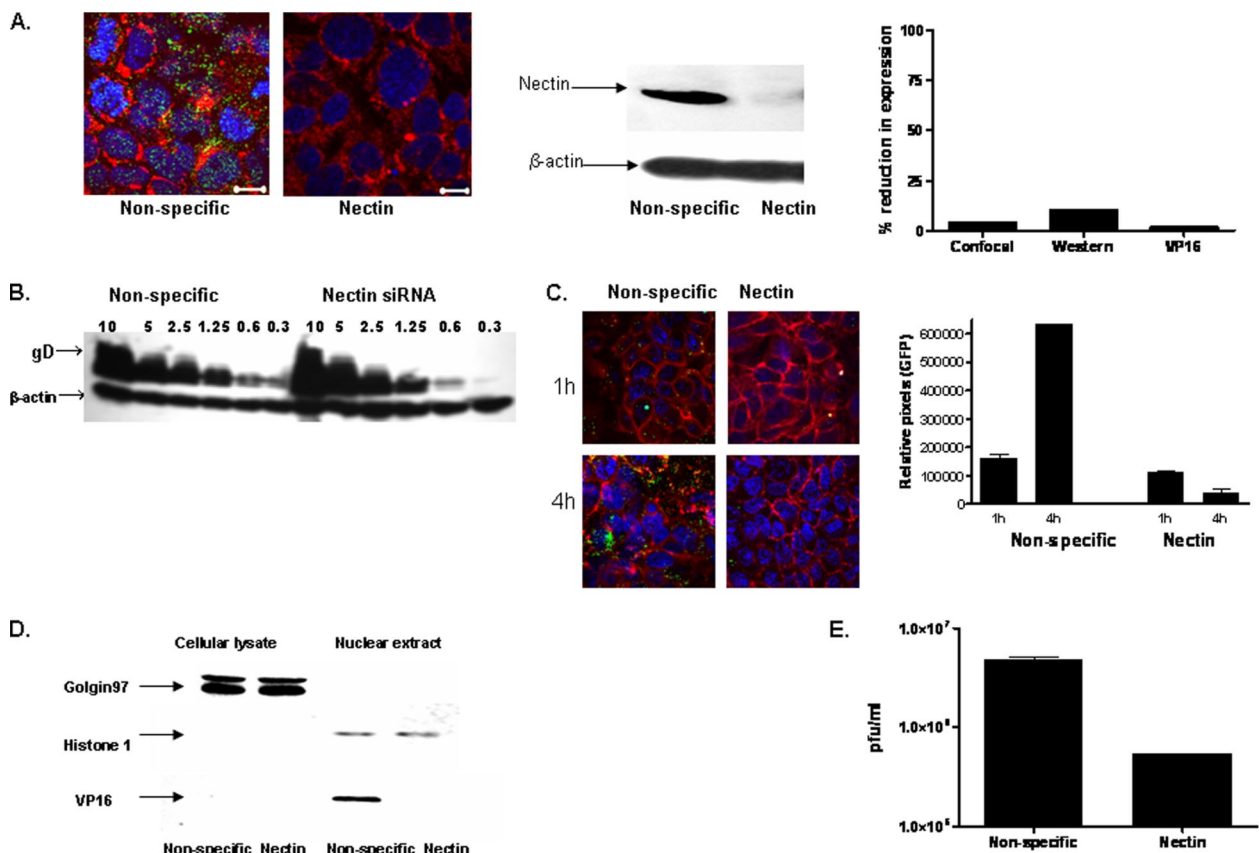 A.
Non-specific
Nectin
Nectin
β-actin
Non-specific Nectin
% reduction in expression
100
75
50
25
0
Confocal Western VP16
B.
Non-specific Nectin siRNA
10 5 2.5 1.25 0.6 0.3 10 5 2.5 1.25 0.6 0.3
gD
β-actin
C.
Non-specific Nectin
1h
4h
Relative pixels (GFP)
600000
500000
400000
300000
200000
100000
0
1h 4h 1h 4h
Non-specific Nectin
D.
Cellular lysate Nuclear extract
Golgin97
Histone 1
VP16
Non-specific Nectin Non-specific Nectin
E.
pfu/ml
1.0×10⁷
1.0×10⁶
1.0×10⁵
Non-specific Nectin